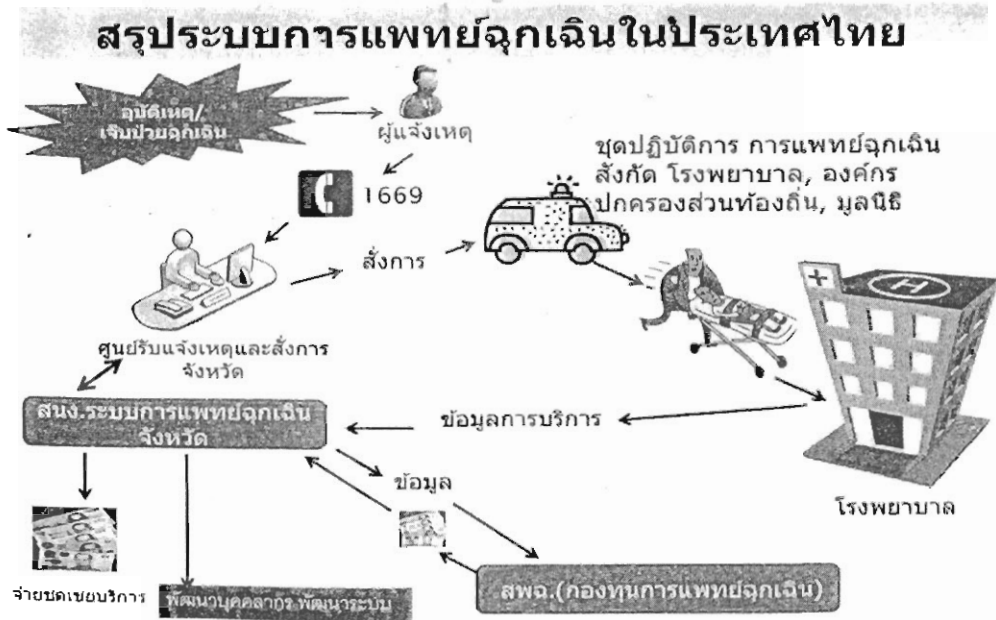 สรุประบบการแพทย์ฉุกเฉินในประเทศไทย
อุบัติเหตุ/
เจ็บป่วยฉุกเฉิน
ผู้แจ้งเหตุ
1669
ชุดปฏิบัติการ การแพทย์ฉุกเฉิน
สังกัด โรงพยาบาล, องค์กร
ปกครองส่วนท้องถิ่น, มูลนิธิ
สั่งการ
H
ศูนย์รับแจ้งเหตุและสั่งการ
จังหวัด
สนง.ระบบการแพทย์ฉุกเฉิน
จังหวัด
ข้อมูลการบริการ
ข้อมูล
โรงพยาบาล
จ่ายชดเชยบริการ
พัฒนาบุคคลากร พัฒนาระบบ
สพฉ.(กองทุนการแพทย์ฉุกเฉิน)